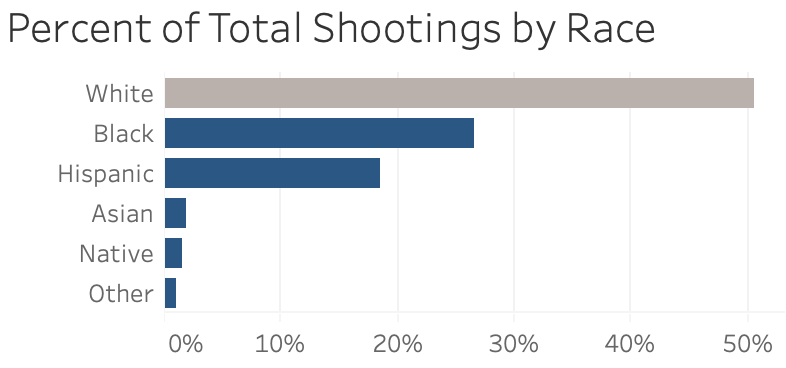 Percent of Total Shootings by Race
White
Black
Hispanic
Asian
Native
Other
0% 10% 20% 30% 40% 50%